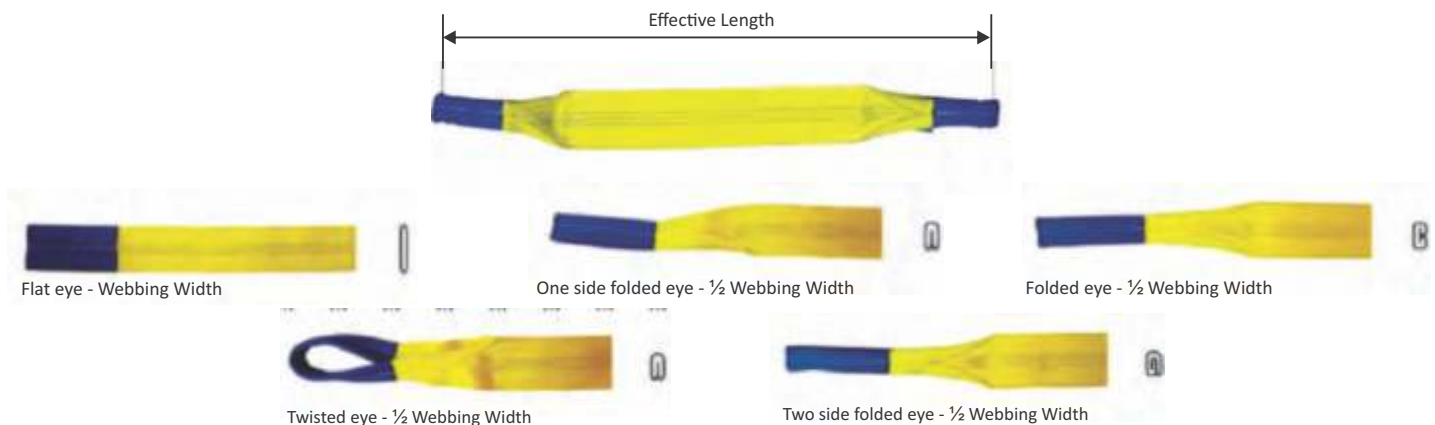 Effective Length
Flat eye - Webbing Width
One side folded eye - ½ Webbing Width
Folded eye - ½ Webbing Width
Twisted eye - ½ Webbing Width
Two side folded eye - ½ Webbing Width